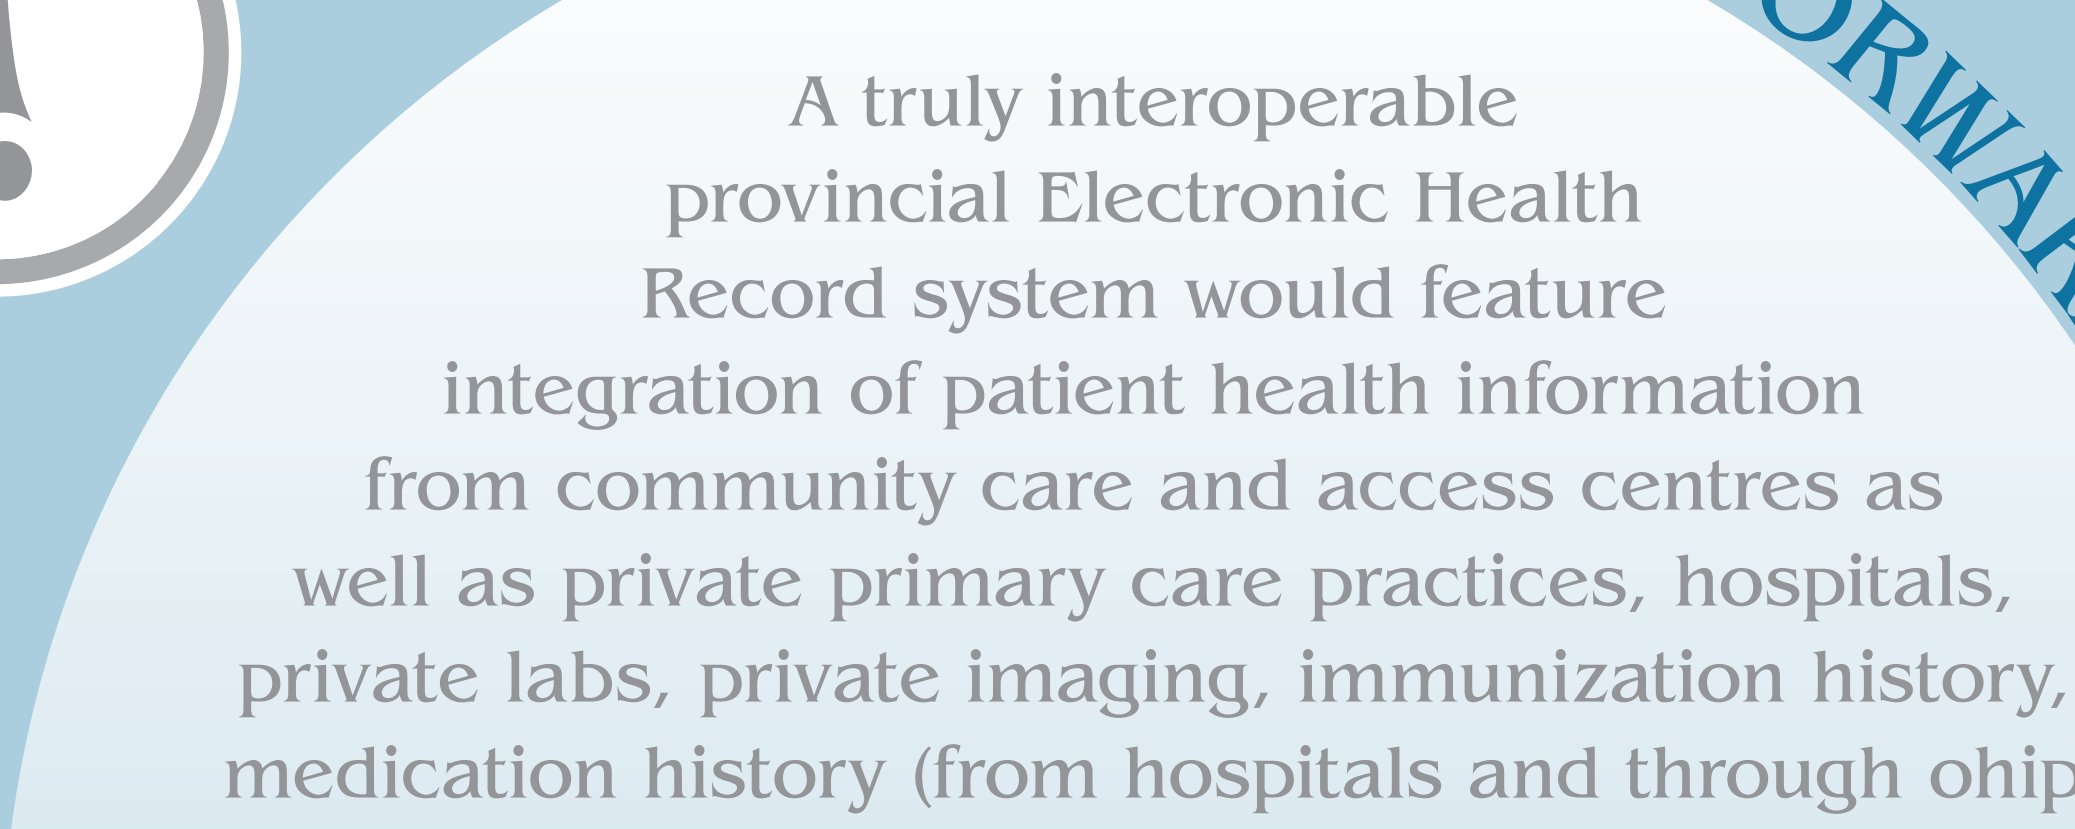 A truly interoperable
provincial Electronic Health
Record system would feature
integration of patient health information
from community care and access centres as
well as private primary care practices, hospitals,
private labs, private imaging, immunization history,
medication history (from hospitals and through ohip